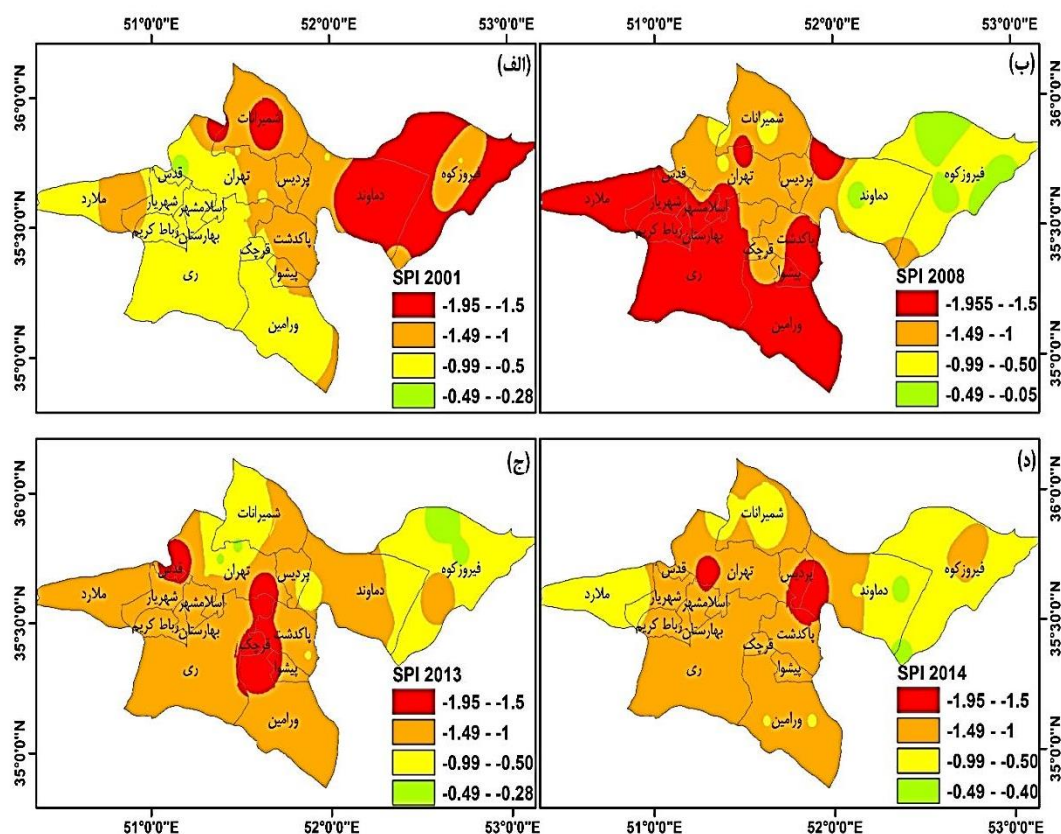 51°0'0"E 52°0'0"E 53°0'0"E
51°0'0"E 52°0'0"E 53°0'0"E
36°0'0"N
35°30'0"N
35°0'0"N
(الف)
شمیرانات
فیروزکوه
قدس
تهران
پردیس
دماوند
ملارد
شهریار
اسلامشهر
رباط کریم
بهارستان
پاکدشت
قرچک
ری
پیشوا
ورامین
SPI 2001
-1.95 - -1.5
-1.49 - -1
-0.99 - -0.5
-0.49 - -0.28
(ب)
شمیرانات
فیروزکوه
قدس
تهران
پردیس
دماوند
ملارد
شهریار
اسلامشهر
رباط کریم
بهارستان
پاکدشت
قرچک
ری
پیشوا
ورامین
SPI 2008
-1.955 - -1.5
-1.49 - -1
-0.99 - -0.50
-0.49 - -0.05
36°0'0"N
35°30'0"N
35°0'0"N
36°0'0"N
35°30'0"N
35°0'0"N
(ج)
شمیرانات
فیروزکوه
قدس
تهران
پردیس
دماوند
ملارد
شهریار
اسلامشهر
رباط کریم
بهارستان
پاکدشت
قرچک
ری
پیشوا
ورامین
SPI 2013
-1.95 - -1.5
-1.49 - -1
-0.99 - -0.50
-0.49 - -0.28
(د)
شمیرانات
فیروزکوه
قدس
تهران
پردیس
دماوند
ملارد
شهریار
اسلامشهر
رباط کریم
بهارستان
پاکدشت
قرچک
ری
پیشوا
ورامین
SPI 2014
-1.95 - -1.5
-1.49 - -1
-0.99 - -0.50
-0.49 - -0.40
36°0'0"N
35°30'0"N
35°0'0"N
51°0'0"E 52°0'0"E 53°0'0"E
51°0'0"E 52°0'0"E 53°0'0"E